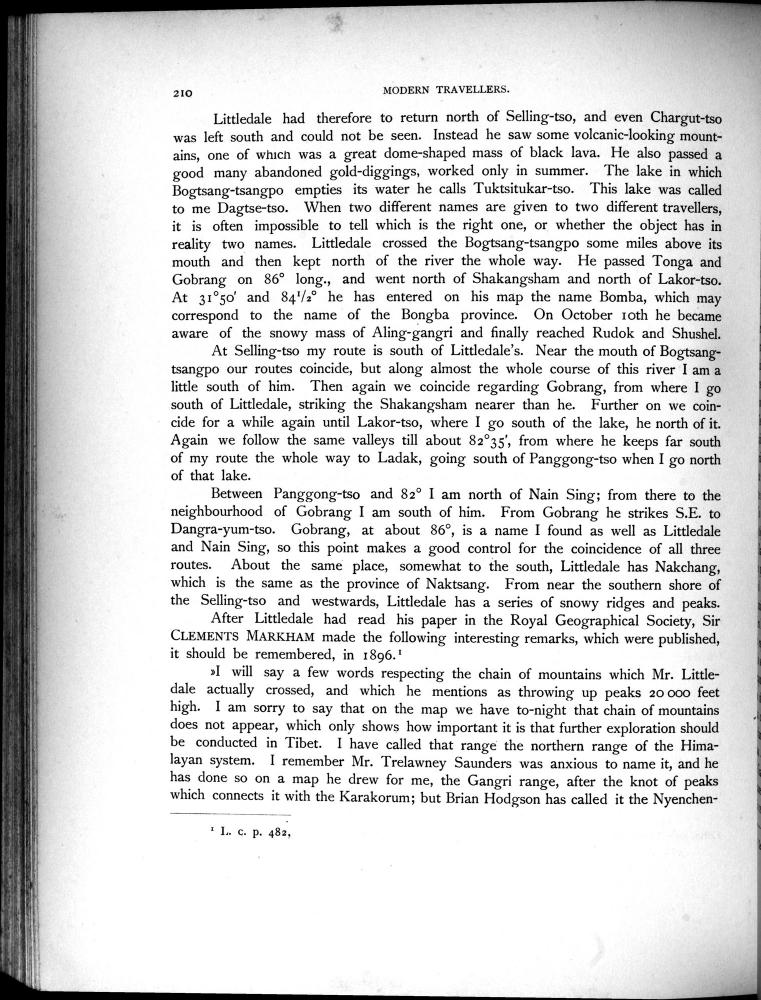 210
MODERN TRAVELLERS.
Littledale had therefore to return north of Selling-tso, and even Chargut-tso
was left south and could not be seen. Instead he saw some volcanic-looking mount-
ains, one of which was a great dome-shaped mass of black lava. He also passed a
good many abandoned gold-diggings, worked only in summer. The lake in which
Bogtsang-tsangpo empties its water he calls Tuktsitukar-tso. This lake was called
to me Dagtse-tso. When two different names are given to two different travellers,
it is often impossible to tell which is the right one, or whether the object has in
reality two names. Littledale crossed the Bogtsang-tsangpo some miles above its
mouth and then kept north of the river the whole way. He passed Tonga and
Gobrang on 86° long., and went north of Shakangsham and north of Lakor-tso.
At 31°50' and 84¹/₂° he has entered on his map the name Bomba, which may
correspond to the name of the Bongba province. On October 10th he became
aware of the snowy mass of Aling-gangri and finally reached Rudok and Shushel.
At Selling-tso my route is south of Littledale's. Near the mouth of Bogtsang-
tsangpo our routes coincide, but along almost the whole course of this river I am a
little south of him. Then again we coincide regarding Gobrang, from where I go
south of Littledale, striking the Shakangsham nearer than he. Further on we coin-
cide for a while again until Lakor-tso, where I go south of the lake, he north of it.
Again we follow the same valleys till about 82°35', from where he keeps far south
of my route the whole way to Ladak, going south of Panggong-tso when I go north
of that lake.
Between Panggong-tso and 82° I am north of Nain Sing; from there to the
neighbourhood of Gobrang I am south of him. From Gobrang he strikes S.E. to
Dangra-yum-tso. Gobrang, at about 86°, is a name I found as well as Littledale
and Nain Sing, so this point makes a good control for the coincidence of all three
routes. About the same place, somewhat to the south, Littledale has Nakchang,
which is the same as the province of Naktsang. From near the southern shore of
the Selling-tso and westwards, Littledale has a series of snowy ridges and peaks.
After Littledale had read his paper in the Royal Geographical Society, Sir
CLEMENTS MARKHAM made the following interesting remarks, which were published,
it should be remembered, in 1896.¹
»I will say a few words respecting the chain of mountains which Mr. Little-
dale actually crossed, and which he mentions as throwing up peaks 20 000 feet
high. I am sorry to say that on the map we have to-night that chain of mountains
does not appear, which only shows how important it is that further exploration should
be conducted in Tibet. I have called that range the northern range of the Hima-
layan system. I remember Mr. Trelawney Saunders was anxious to name it, and he
has done so on a map he drew for me, the Gangri range, after the knot of peaks
which connects it with the Karakorum; but Brian Hodgson has called it the Nyenchen-
¹ L. c. p. 482,